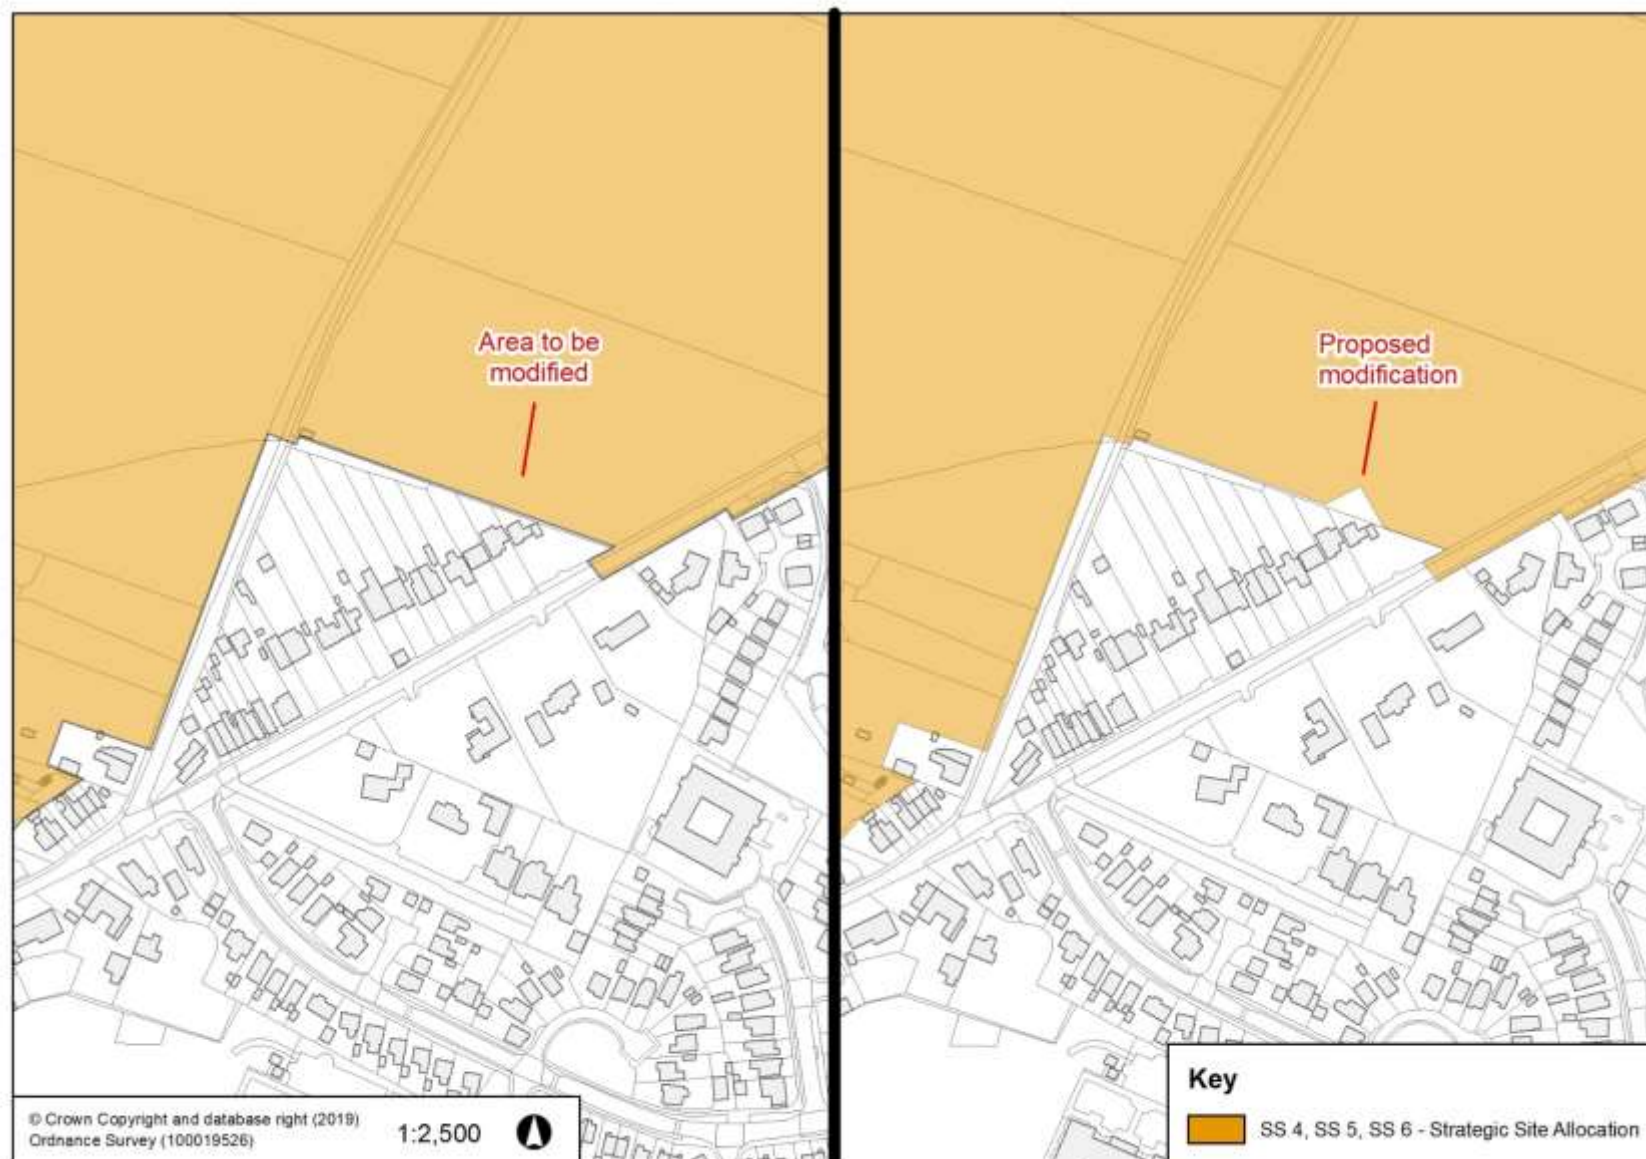 Area to be
modified
Proposed
modification
© Crown Copyright and database right (2019)
Ordnance Survey (100019526)
1:2,500
Key
SS 4, SS 5, SS 6 - Strategic Site Allocation